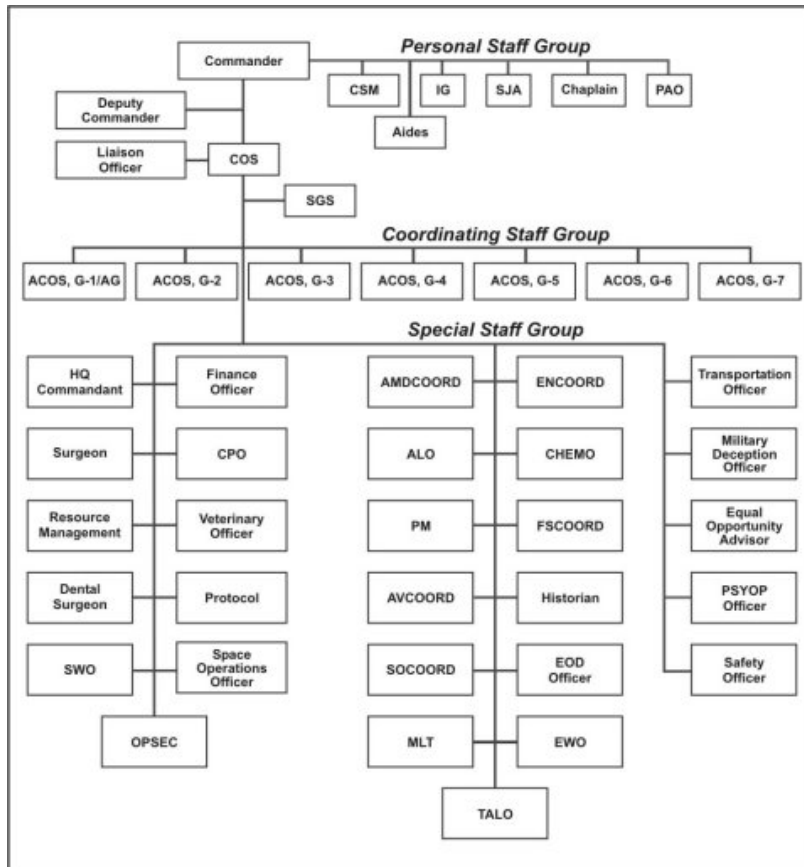 Personal Staff Group
Commander
CSM
IG
SJA
Chaplain
PAO
Aides
Deputy
Commander
Liaison
Officer
COS
SGS
Coordinating Staff Group
ACOS, G-1/AG
ACOS, G-2
ACOS, G-3
ACOS, G-4
ACOS, G-5
ACOS, G-6
ACOS, G-7
Special Staff Group
HQ
Commandant
Finance
Officer
AMDCOORD
ENCOORD
Transportation
Officer
Surgeon
CPO
ALO
CHEMO
Military
Deception
Officer
Resource
Management
Veterinary
Officer
PM
FSCOORD
Equal
Opportunity
Advisor
Dental
Surgeon
Protocol
AVCOORD
Historian
PSYOP
Officer
SWO
Space
Operations
Officer
SOCOORD
EOD
Officer
Safety
Officer
OPSEC
MLT
EWO
TALO